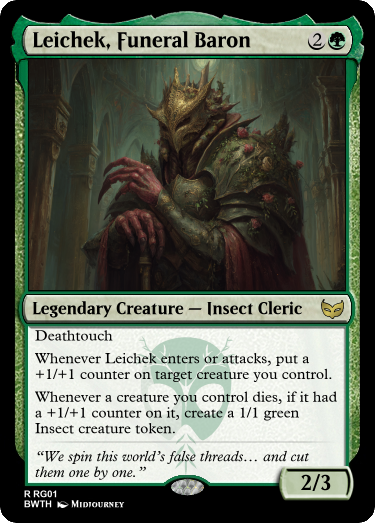 Leichek, Funeral Baron 2
Legendary Creature — Insect Cleric
Deathtouch
Whenever Leichek enters or attacks, put a
+1/+1 counter on target creature you control.
Whenever a creature you control dies, if it had
a +1/+1 counter on it, create a 1/1 green
Insect creature token.
“We spin this world’s false threads… and cut
them one by one.”
2/3
R RG01
BWTH MIDJOURNEY